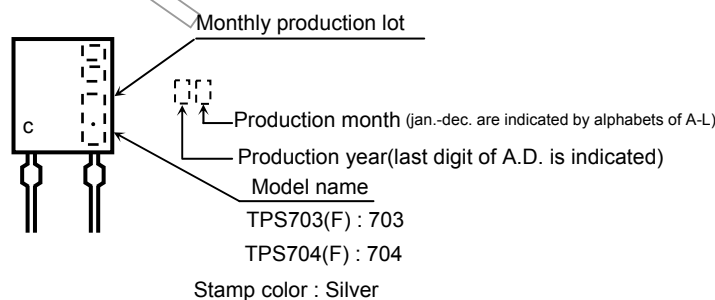 Monthly production lot
c
Production month (jan.-dec. are indicated by alphabets of A-L)
Production year(last digit of A.D. is indicated)
Model name
TPS703(F) : 703
TPS704(F) : 704
Stamp color : Silver